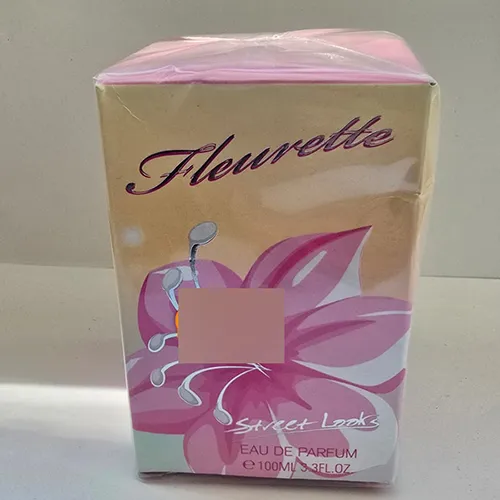 Fleurette
Street Looks
EAU DE PARFUM
℮ 100ML 3.3FL.OZ